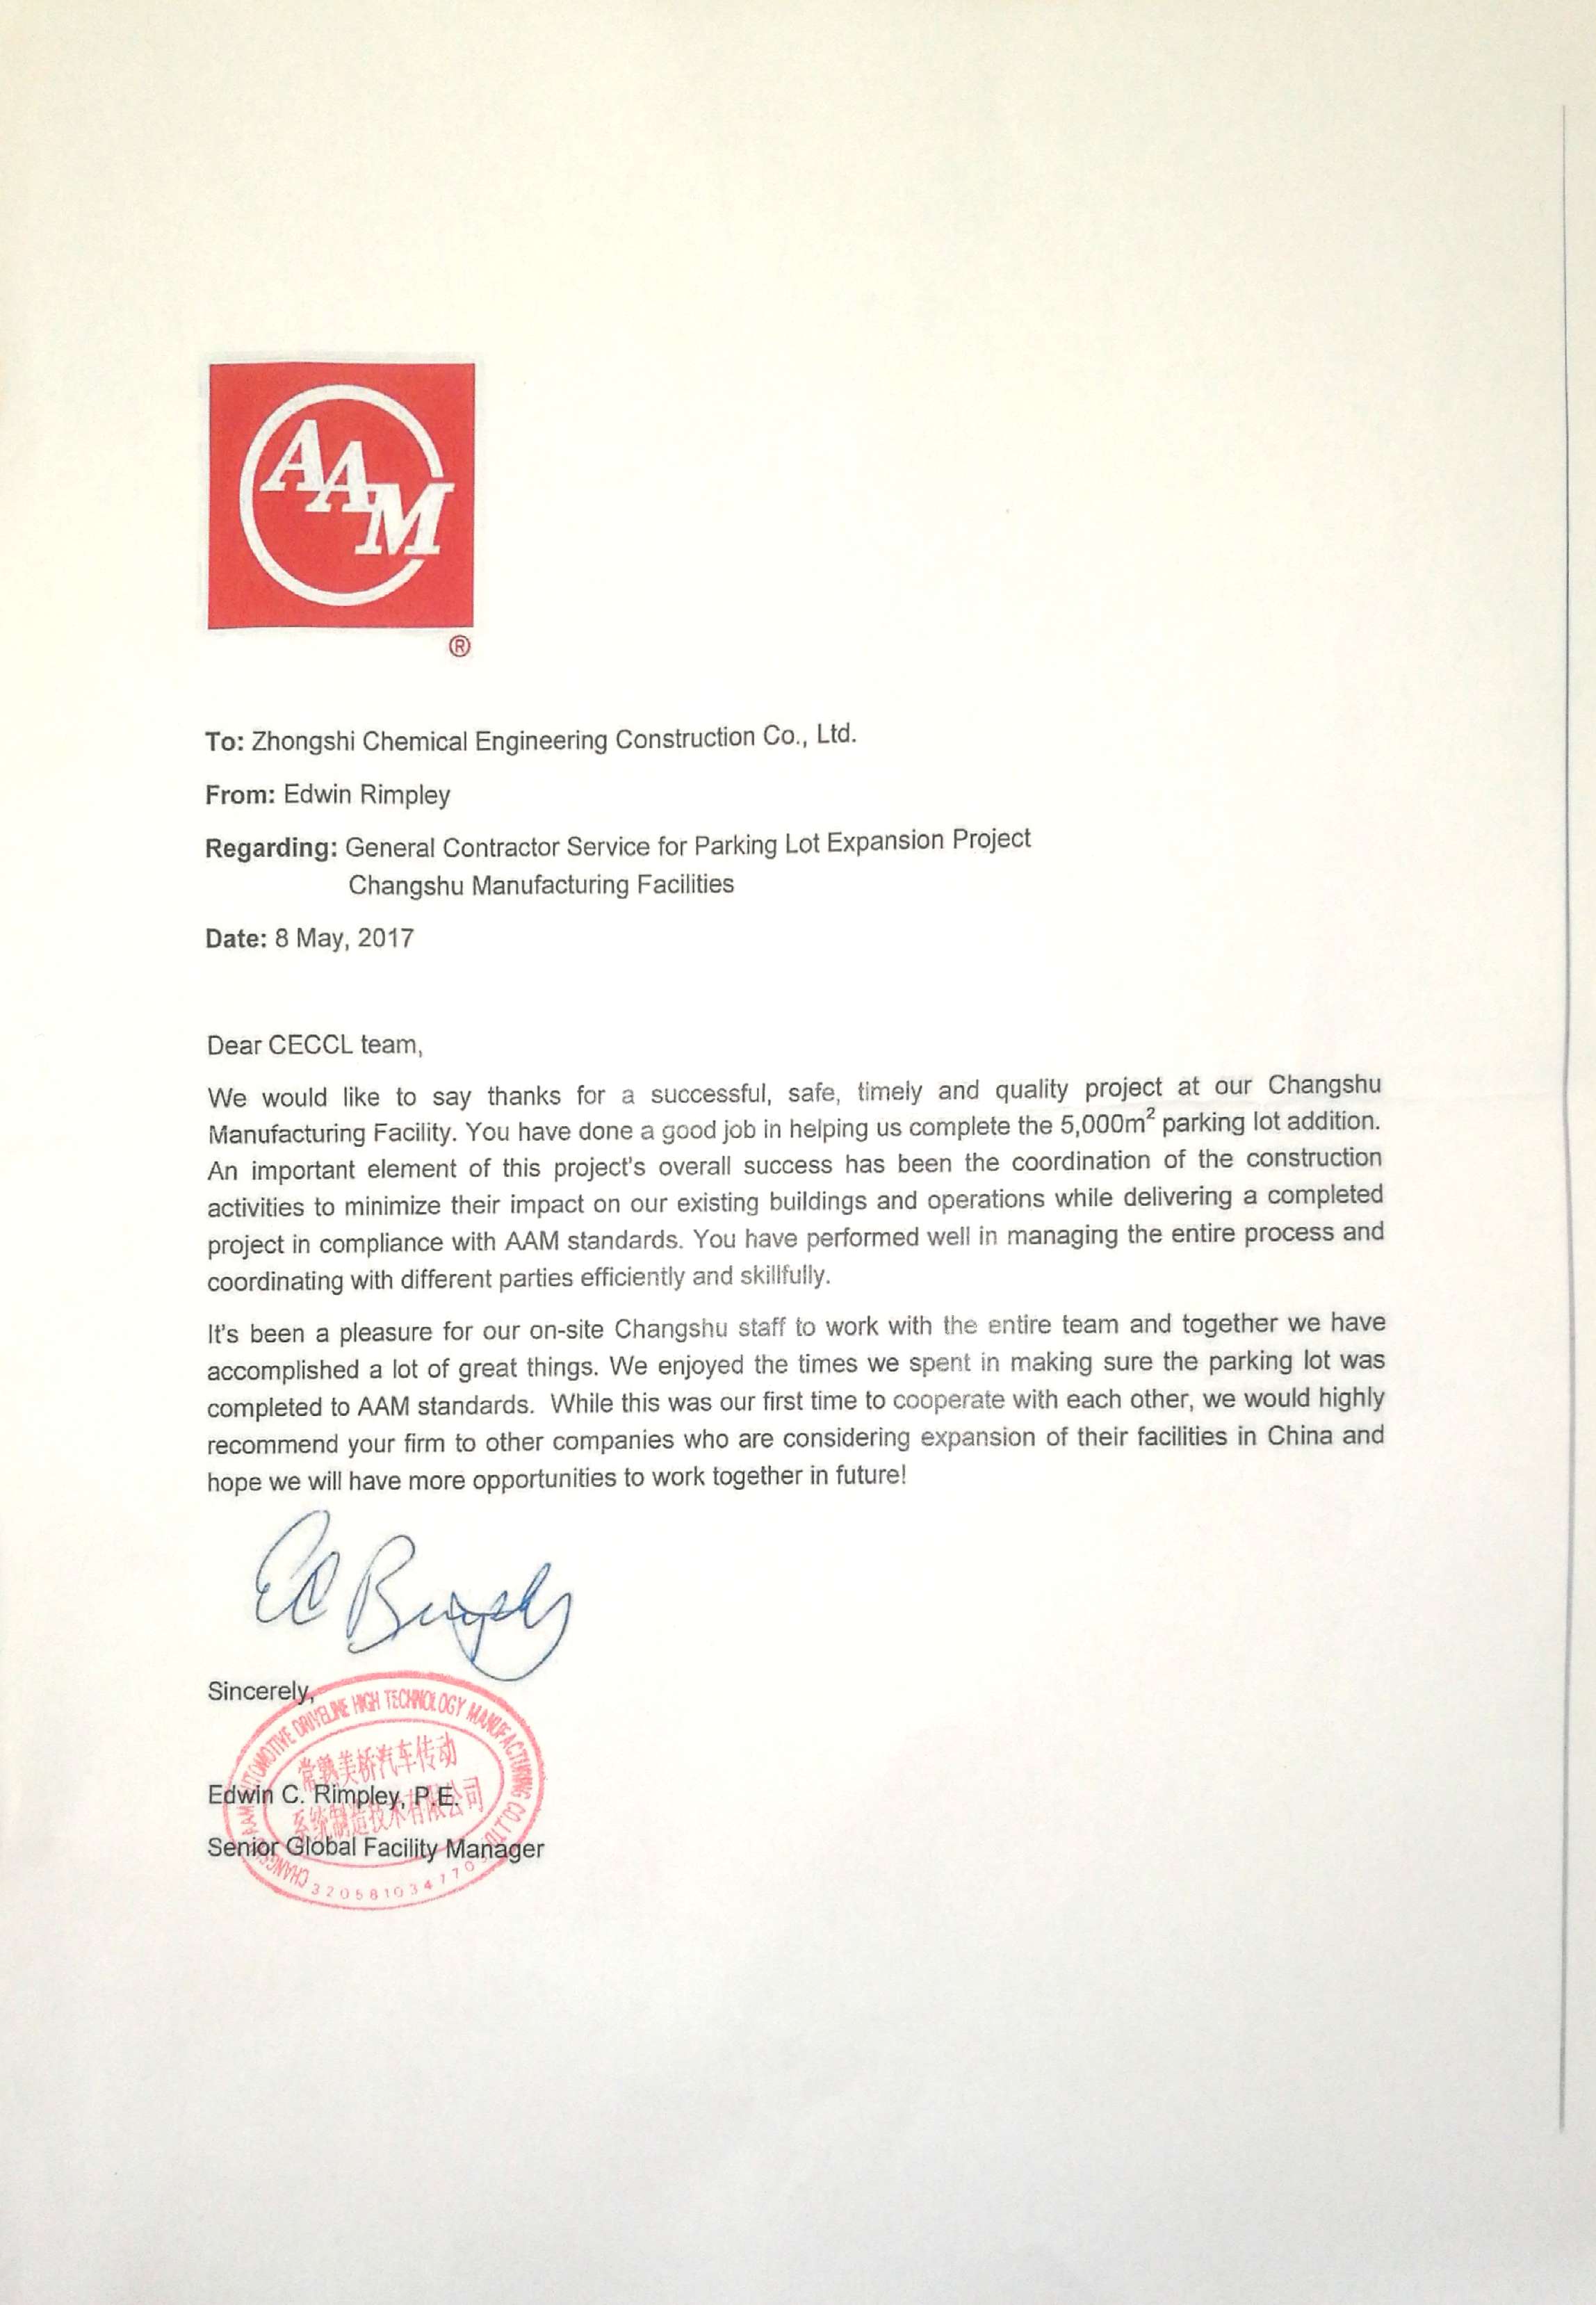 AAM
®
To: Zhongshi Chemical Engineering Construction Co., Ltd.
From: Edwin Rimpley
Regarding: General Contractor Service for Parking Lot Expansion Project
Changshu Manufacturing Facilities
Date: 8 May, 2017
Dear CECCL team,
We would like to say thanks for a successful, safe, timely and quality project at our Changshu
Manufacturing Facility. You have done a good job in helping us complete the 5,000m² parking lot addition.
An important element of this project's overall success has been the coordination of the construction
activities to minimize their impact on our existing buildings and operations while delivering a completed
project in compliance with AAM standards. You have performed well in managing the entire process and
coordinating with different parties efficiently and skillfully.
It's been a pleasure for our on-site Changshu staff to work with the entire team and together we have
accomplished a lot of great things. We enjoyed the times we spent in making sure the parking lot was
completed to AAM standards. While this was our first time to cooperate with each other, we would highly
recommend your firm to other companies who are considering expansion of their facilities in China and
hope we will have more opportunities to work together in future!
Sincerely,
AUTOMOTIVE DRIVELINE HIGH TECHNOLOGY MANUFACTURING CO.,LTD
常熟美桥汽车传动
系统制造技术有限公司
Edwin C. Rimpley, P.E.
Senior Global Facility Manager